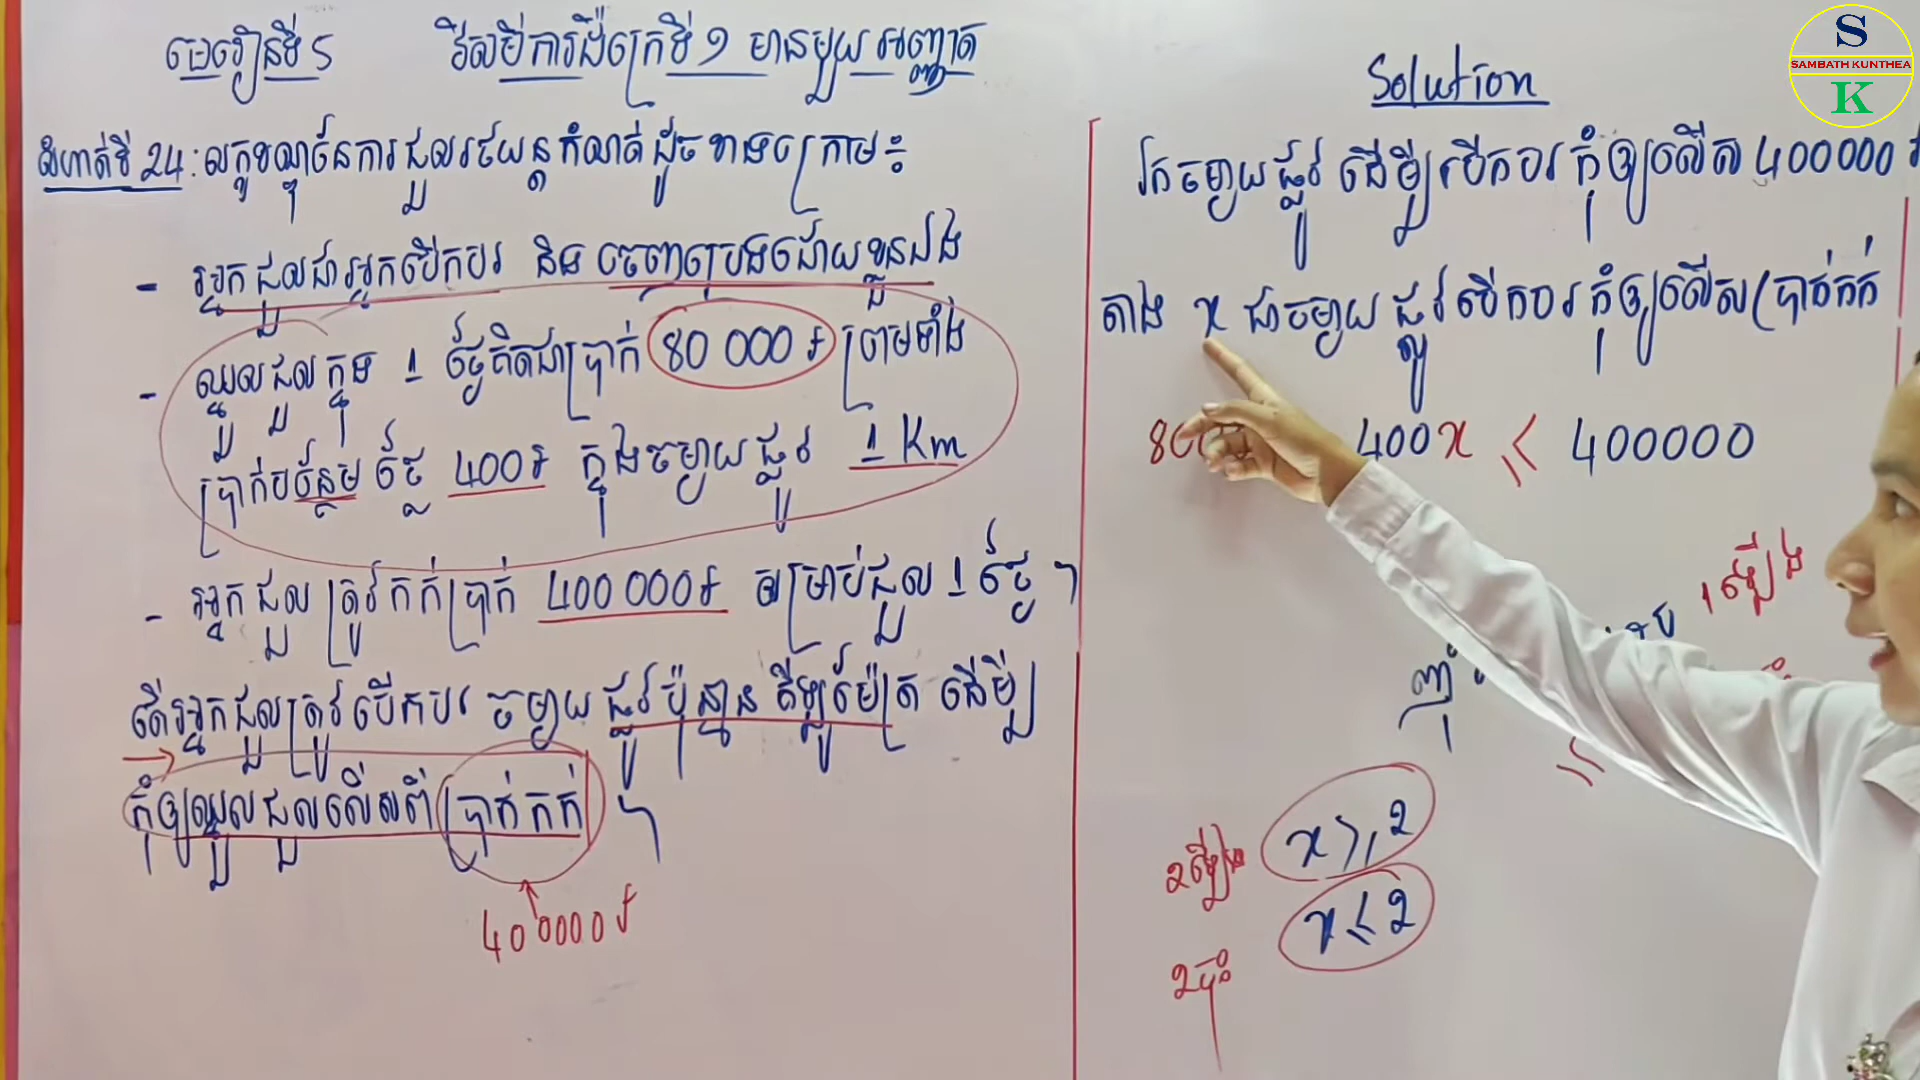 មេរៀនទី 5 វិសមីការដឺក្រេទី ១ មានមួយអញ្ញាត
លំហាត់ទី 24 : លក្ខខណ្ឌនៃការជួលរថយន្តកំណត់ដូចខាងក្រោម៖
- អ្នកជួលជាអ្នកបើកបរ និង ចេញប្រេងដោយខ្លួនឯង
- ឈ្នួលជួលក្នុង 1 ថ្ងៃគិតជាប្រាក់ 80 000 ៛ ព្រមទាំង
ប្រាក់បន្ថែមថ្លៃ 400៛ ក្នុងចម្ងាយផ្លូវ 1 Km
- អ្នកជួលត្រូវកក់ប្រាក់ 400 000៛ សម្រាប់ជួល 1 ថ្ងៃ ។
តើអ្នកជួលត្រូវបើកបរ ចម្ងាយផ្លូវប៉ុន្មានគីឡូម៉ែត្រ ដើម្បី
កុំឲ្យឈ្នួលជួលលើសពី ប្រាក់កក់ ។
400000 ៛
Solution
រកចម្ងាយផ្លូវ ដើម្បីបើកបរកុំឲ្យលើស 400000 ៛
តាង x ជាចម្ងាយផ្លូវបើកបរកុំឲ្យលើសប្រាក់កក់
400x ≤ 400000
ឡើង
≤
2ឡើង x ≥ 2
x ≤ 2
2ចុះ
S
SAMBATH KUNTHEA
K